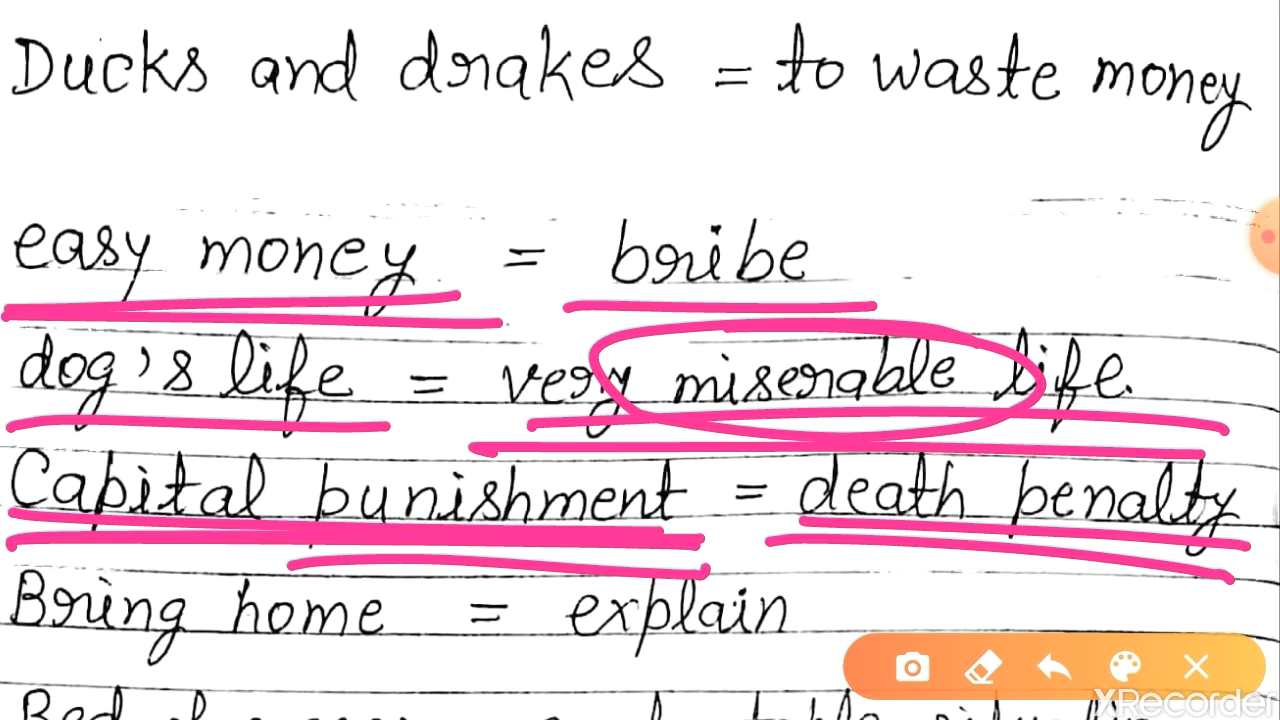 Ducks and drakes = to waste money
easy money = bribe
dog's life = very miserable life.
Capital punishment = death penalty
Bring home = explain
XRecorder